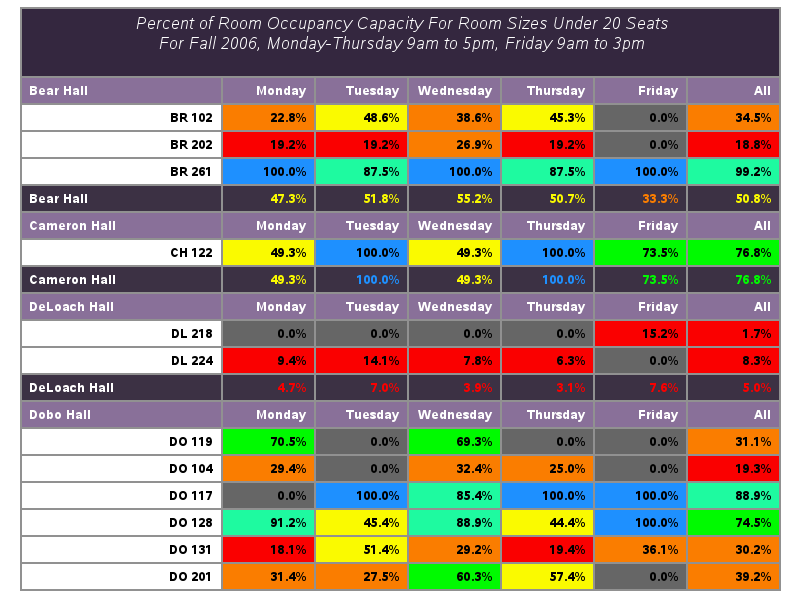 Percent of Room Occupancy Capacity For Room Sizes Under 20 Seats
For Fall 2006, Monday-Thursday 9am to 5pm, Friday 9am to 3pm
Bear Hall Monday Tuesday Wednesday Thursday Friday All
BR 102 22.8% 48.6% 38.6% 45.3% 0.0% 34.5%
BR 202 19.2% 19.2% 26.9% 19.2% 0.0% 18.8%
BR 261 100.0% 87.5% 100.0% 87.5% 100.0% 99.2%
Bear Hall 47.3% 51.8% 55.2% 50.7% 33.3% 50.8%
Cameron Hall Monday Tuesday Wednesday Thursday Friday All
CH 122 49.3% 100.0% 49.3% 100.0% 73.5% 76.8%
Cameron Hall 49.3% 100.0% 49.3% 100.0% 73.5% 76.8%
DeLoach Hall Monday Tuesday Wednesday Thursday Friday All
DL 218 0.0% 0.0% 0.0% 0.0% 15.2% 1.7%
DL 224 9.4% 14.1% 7.8% 6.3% 0.0% 8.3%
DeLoach Hall 4.7% 7.0% 3.9% 3.1% 7.6% 5.0%
Dobo Hall Monday Tuesday Wednesday Thursday Friday All
DO 119 70.5% 0.0% 69.3% 0.0% 0.0% 31.1%
DO 104 29.4% 0.0% 32.4% 25.0% 0.0% 19.3%
DO 117 0.0% 100.0% 85.4% 100.0% 100.0% 88.9%
DO 128 91.2% 45.4% 88.9% 44.4% 100.0% 74.5%
DO 131 18.1% 51.4% 29.2% 19.4% 36.1% 30.2%
DO 201 31.4% 27.5% 60.3% 57.4% 0.0% 39.2%